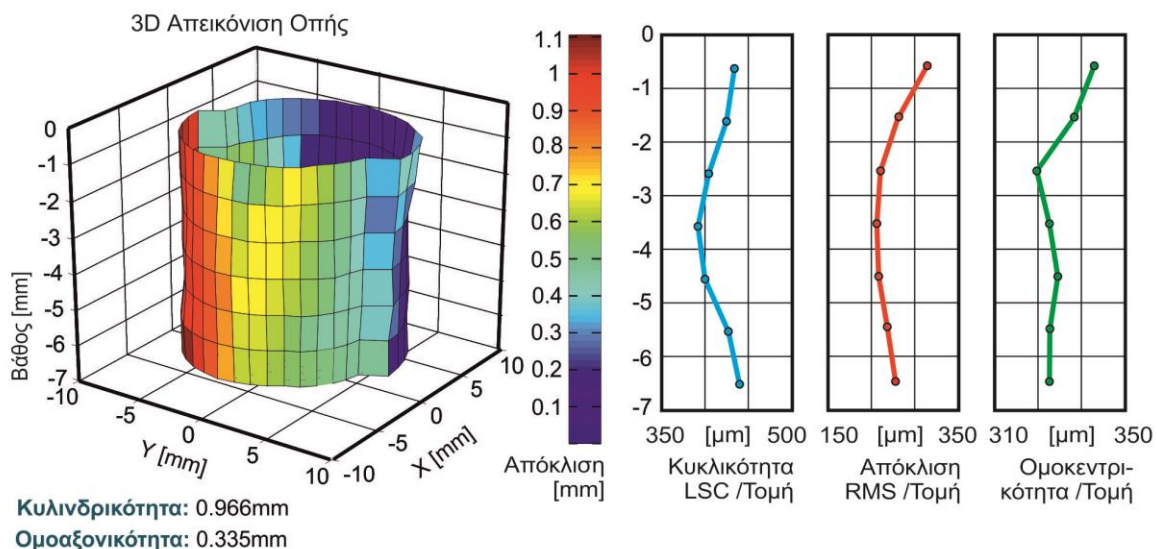 3D Απεικόνιση Οπής
0
-1
-2
-3
-4
-5
-6
-7
Βάθος [mm]
-10
-5
0
5
10
Y [mm]
-10
-5
0
5
10
X [mm]
1.1
1
0.9
0.8
0.7
0.6
0.5
0.4
0.3
0.2
0.1
Απόκλιση
[mm]
0
-1
-2
-3
-4
-5
-6
-7
350 [μm] 500
Κυκλικότητα
LSC /Τομή
150 [μm] 350
Απόκλιση
RMS /Τομή
310 [μm] 350
Ομοκεντρι-
κότητα /Τομή
Κυλινδρικότητα: 0.966mm
Ομοαξονικότητα: 0.335mm